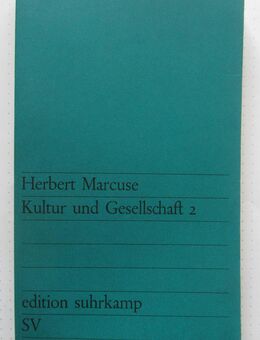 Herbert Marcuse
Kultur und Gesellschaft 2
edition suhrkamp
SV